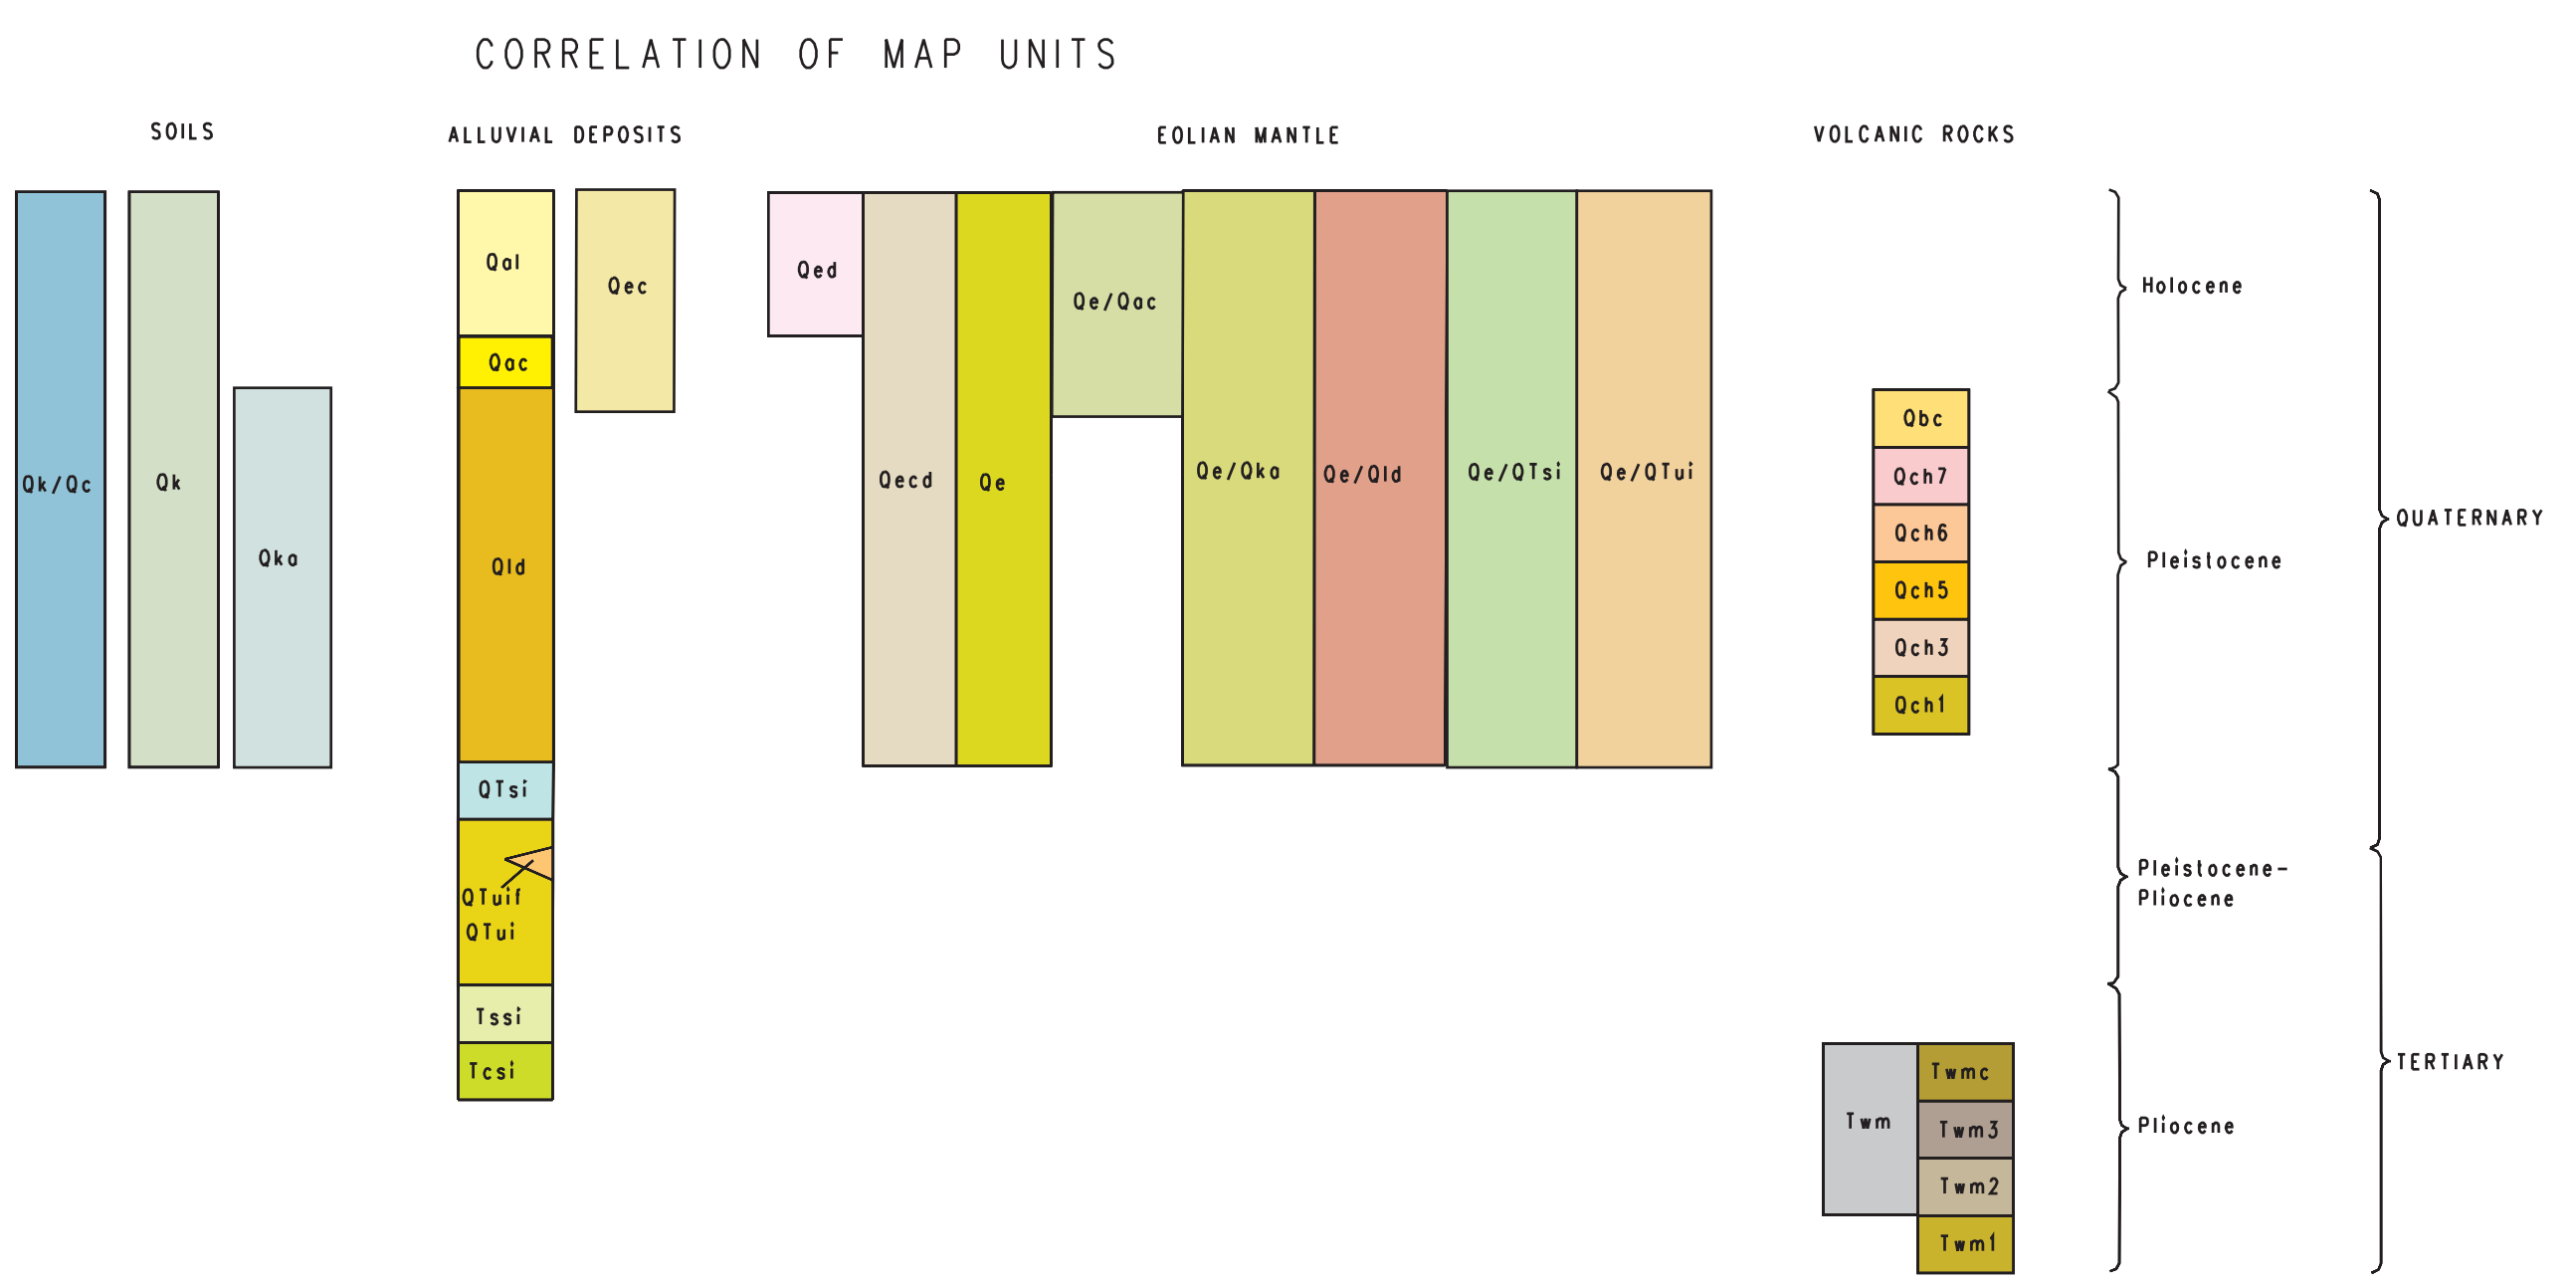 CORRELATION OF MAP UNITS
SOILS
ALLUVIAL DEPOSITS
EOLIAN MANTLE
VOLCANIC ROCKS
Qk/Qc
Qk
Qka
Qal
Qac
Qld
QTsi
QTuif
QTui
Tssi
Tcsi
Qec
Qed
Qecd
Qe
Qe/Qac
Qe/Qka
Qe/Qld
Qe/QTsi
Qe/QTui
Qbc
Qch7
Qch6
Qch5
Qch3
Qch1
Twm
Twmc
Twm3
Twm2
Twm1
Holocene
Pleistocene
Pleistocene-
Pliocene
Pliocene
QUATERNARY
TERTIARY